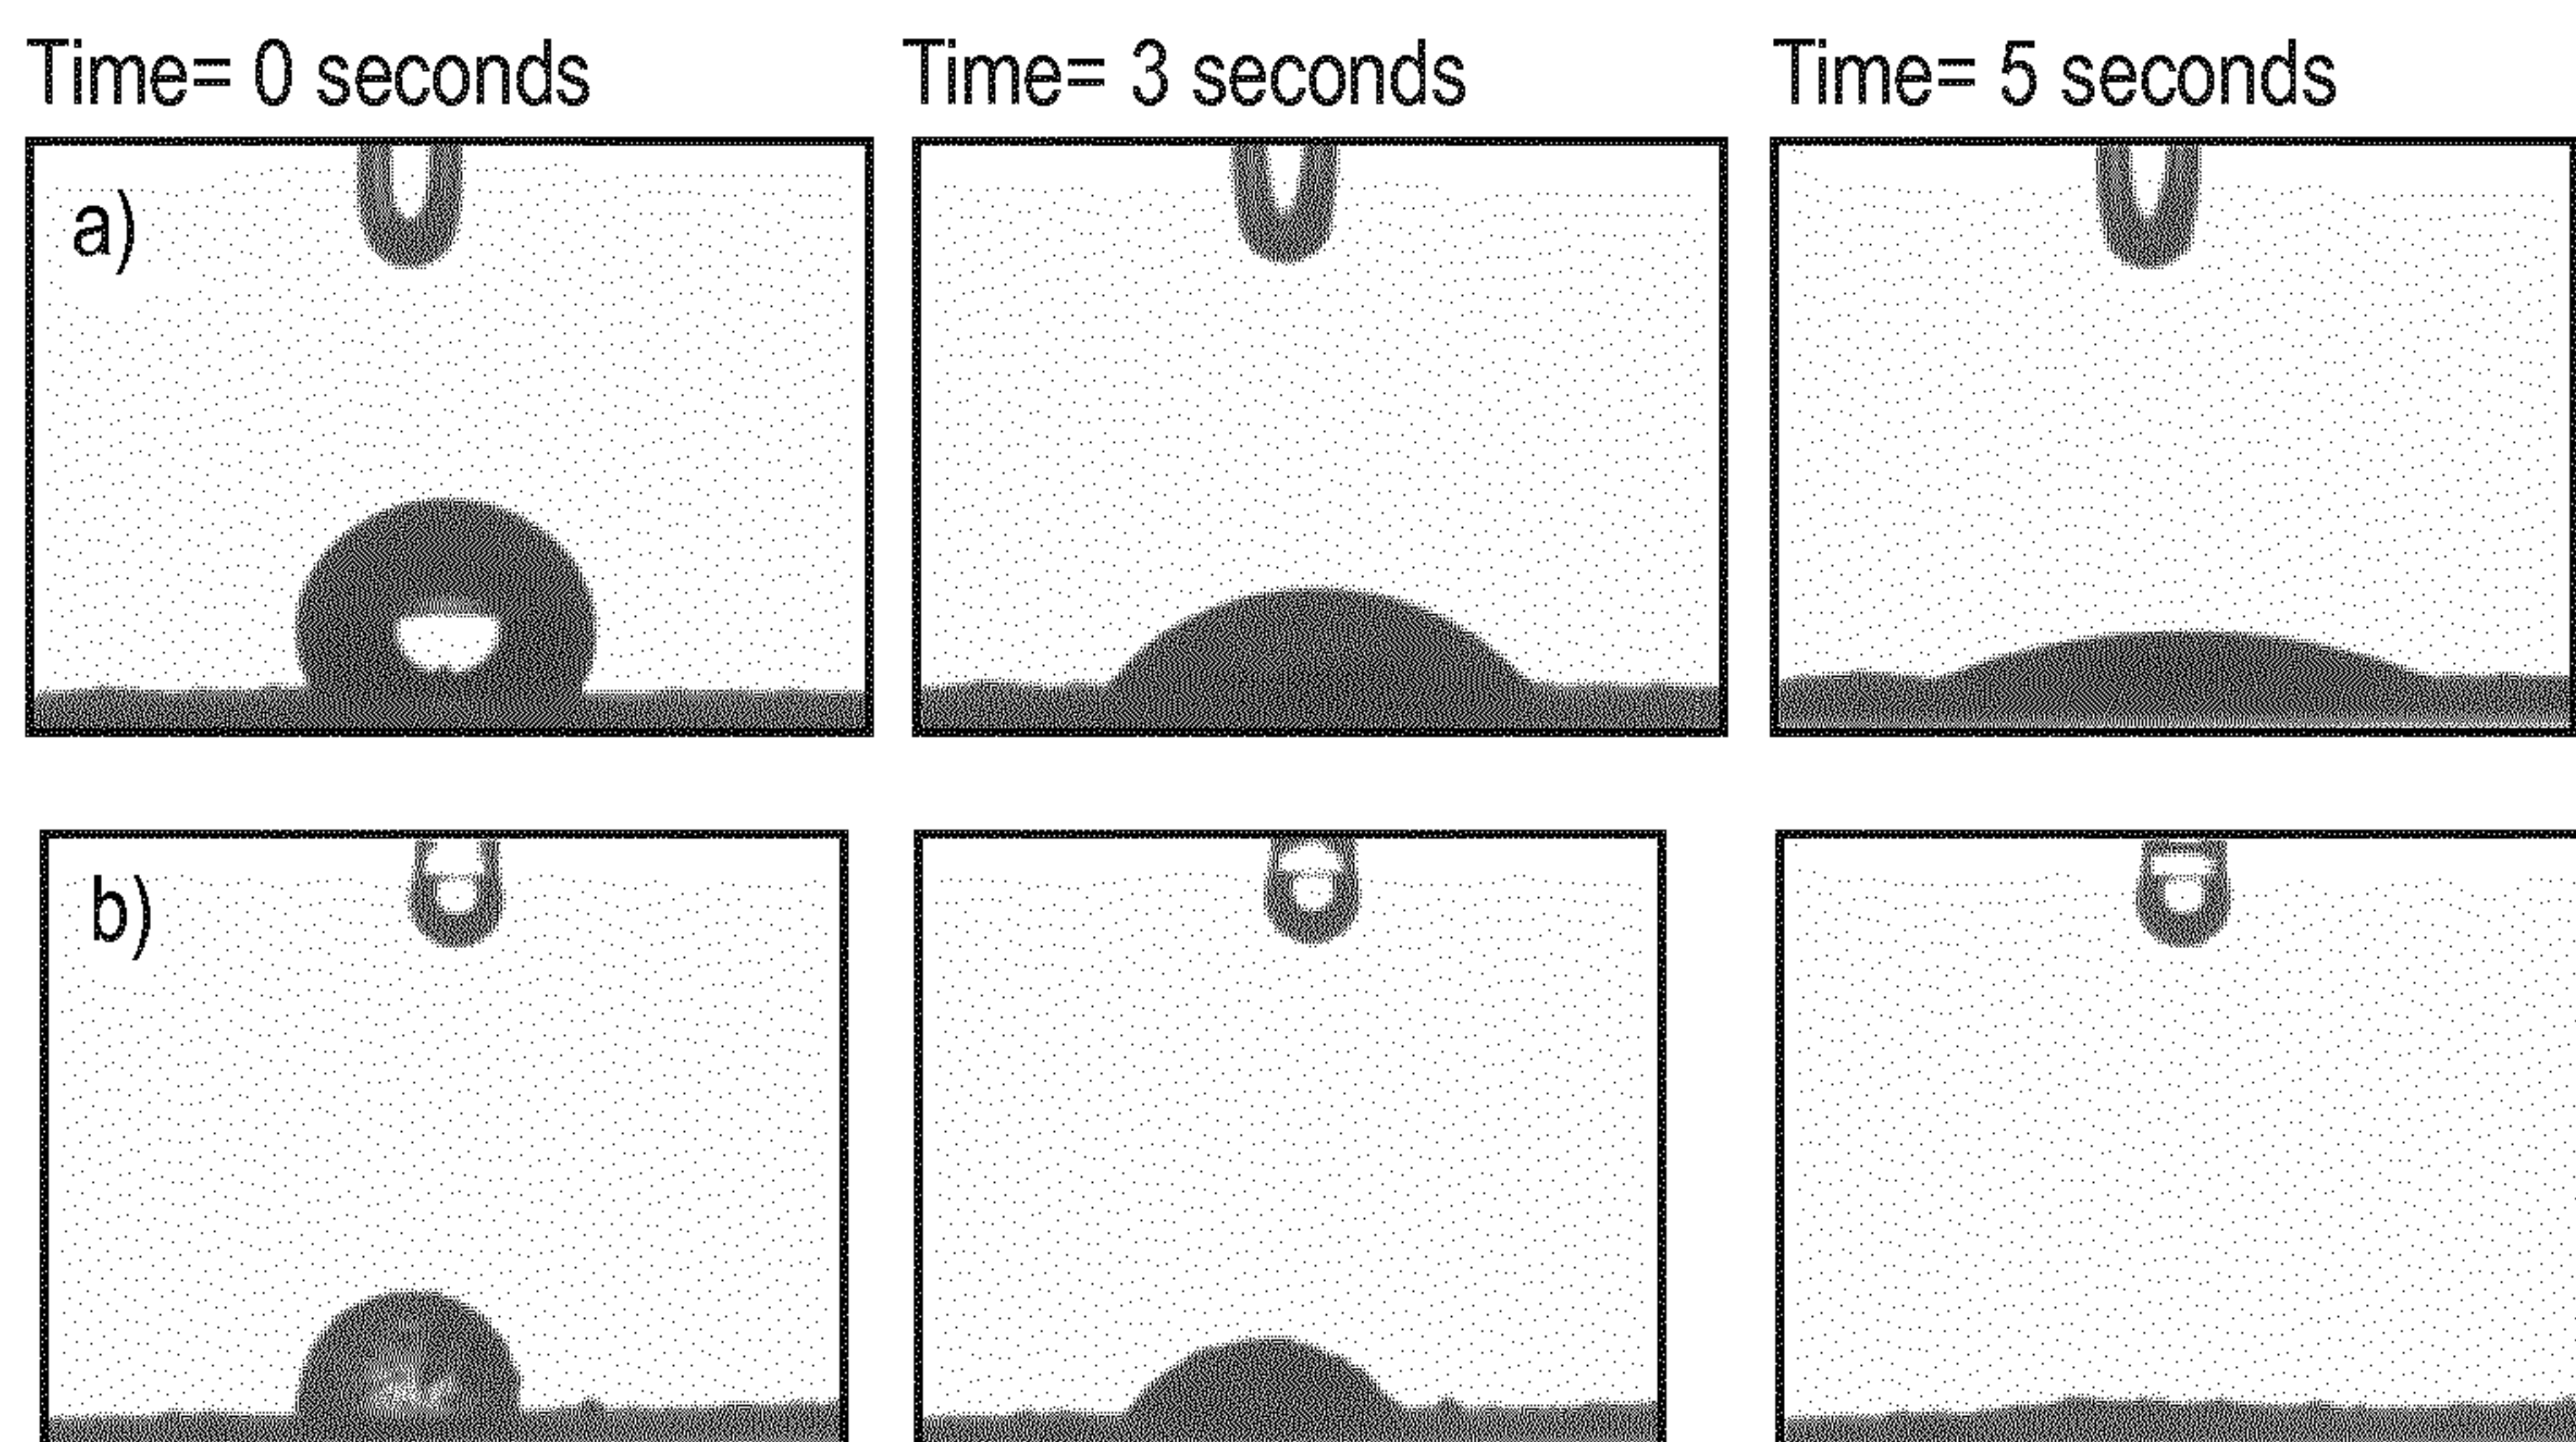 Time= 0 seconds
Time= 3 seconds
Time= 5 seconds
a)
b)